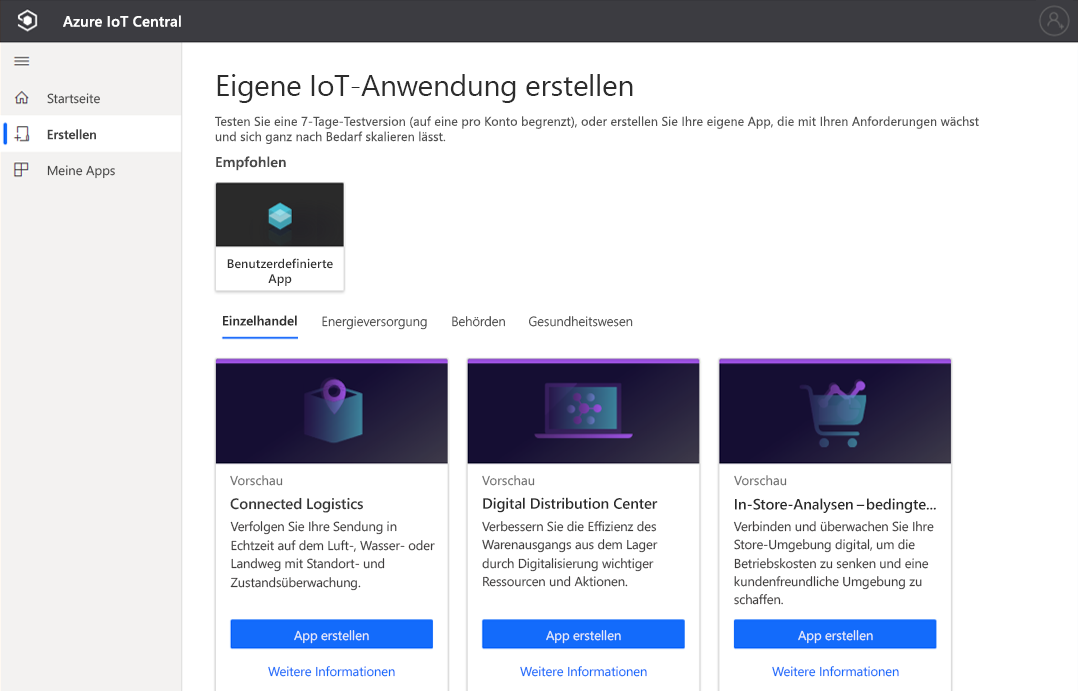 Azure IoT Central
Startseite
Erstellen
Meine Apps
Eigene IoT-Anwendung erstellen
Testen Sie eine 7-Tage-Testversion (auf eine pro Konto begrenzt), oder erstellen Sie Ihre eigene App, die mit Ihren Anforderungen wächst
und sich ganz nach Bedarf skalieren lässt.
Empfohlen
Benutzerdefinierte
App
Einzelhandel Energieversorgung Behörden Gesundheitswesen
Vorschau
Connected Logistics
Verfolgen Sie Ihre Sendung in
Echtzeit auf dem Luft-, Wasser- oder
Landweg mit Standort- und
Zustandsüberwachung.
App erstellen
Weitere Informationen
Vorschau
Digital Distribution Center
Verbessern Sie die Effizienz des
Warenausgangs aus dem Lager
durch Digitalisierung wichtiger
Ressourcen und Aktionen.
App erstellen
Weitere Informationen
Vorschau
In-Store-Analysen – bedingte...
Verbinden und überwachen Sie Ihre
Store-Umgebung digital, um die
Betriebskosten zu senken und eine
kundenfreundliche Umgebung zu
schaffen.
App erstellen
Weitere Informationen